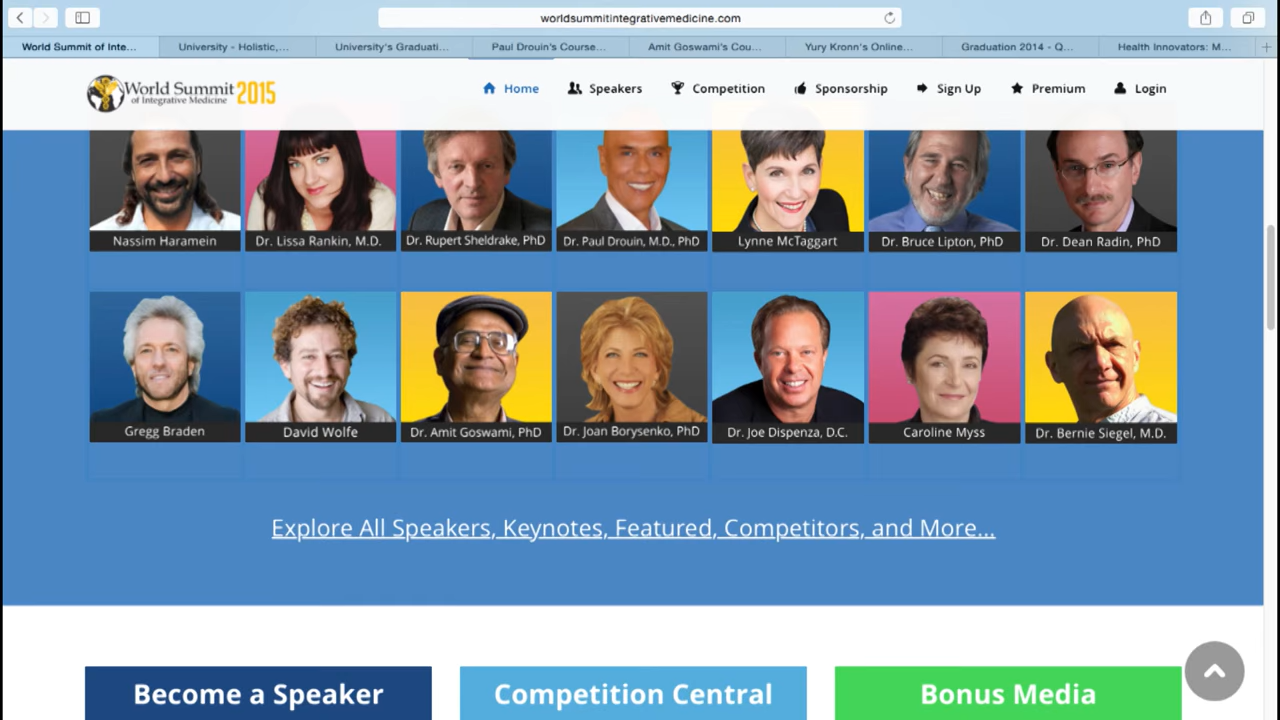 worldsummitintegrativemedicine.com
World Summit of Inte... University - Holistic,... University's Graduati... Paul Drouin's Course... Amit Goswami's Cou... Yury Kronn's Online... Graduation 2014 - Q... Health Innovators: M...
World Summit 2015
of Integrative Medicine
Home Speakers Competition Sponsorship Sign Up Premium Login
Nassim Haramein Dr. Lissa Rankin, M.D. Dr. Rupert Sheldrake, PhD Dr. Paul Drouin, M.D., PhD Lynne McTaggart Dr. Bruce Lipton, PhD Dr. Dean Radin, PhD
Gregg Braden David Wolfe Dr. Amit Goswami, PhD Dr. Joan Borysenko, PhD Dr. Joe Dispenza, D.C. Caroline Myss Dr. Bernie Siegel, M.D.
Explore All Speakers, Keynotes, Featured, Competitors, and More...
Become a Speaker Competition Central Bonus Media